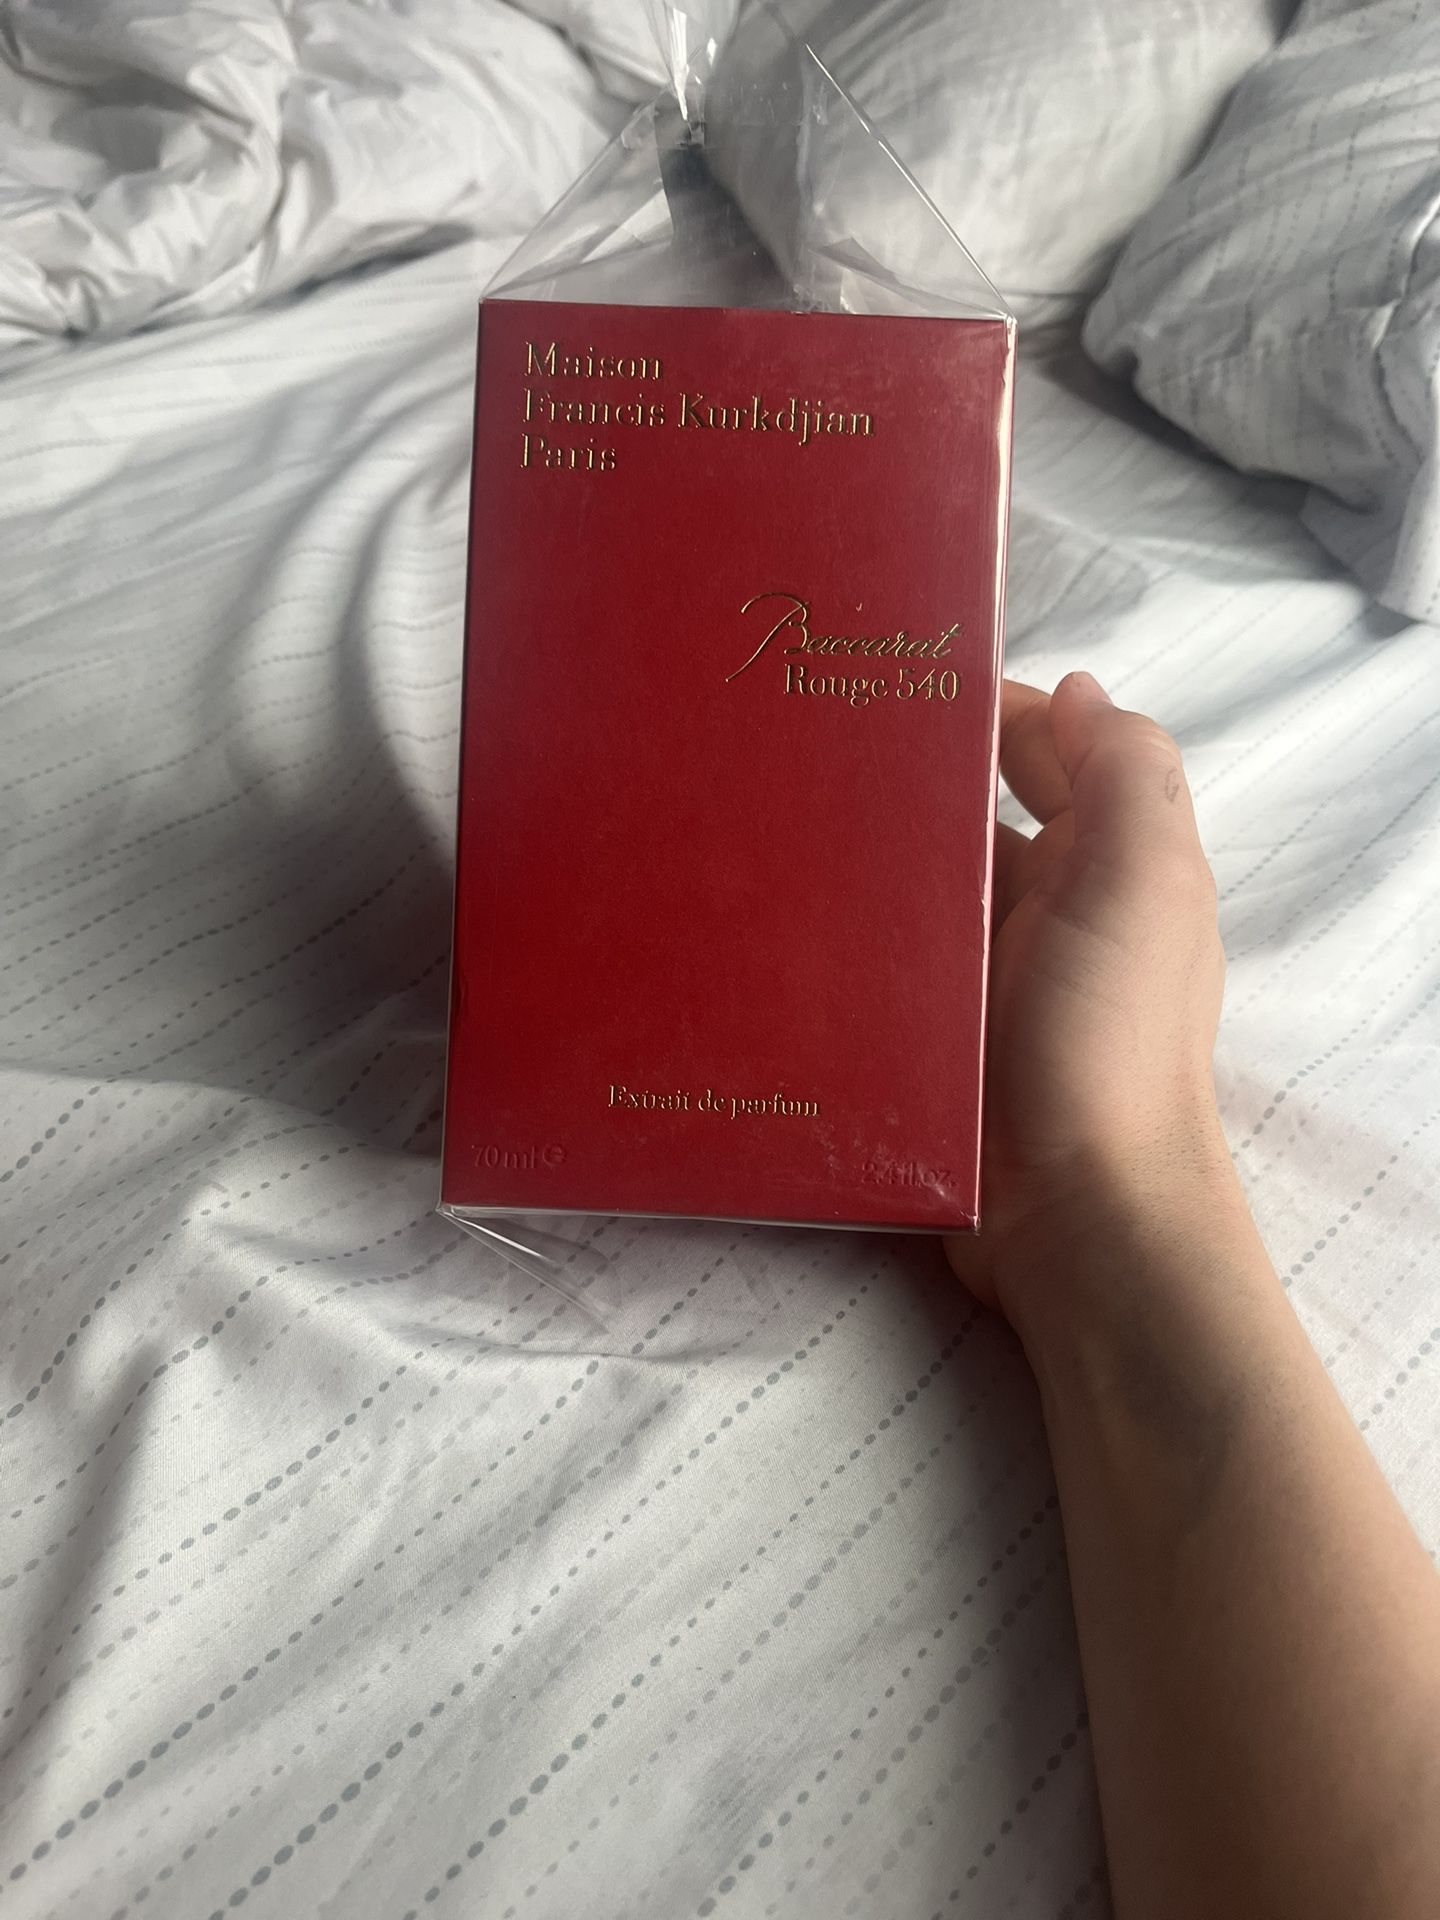 Maison
Francis Kurkdjian
Paris
Baccarat
Rouge 540
Extrait de parfum
70 ml ℮
2.4 fl.oz.